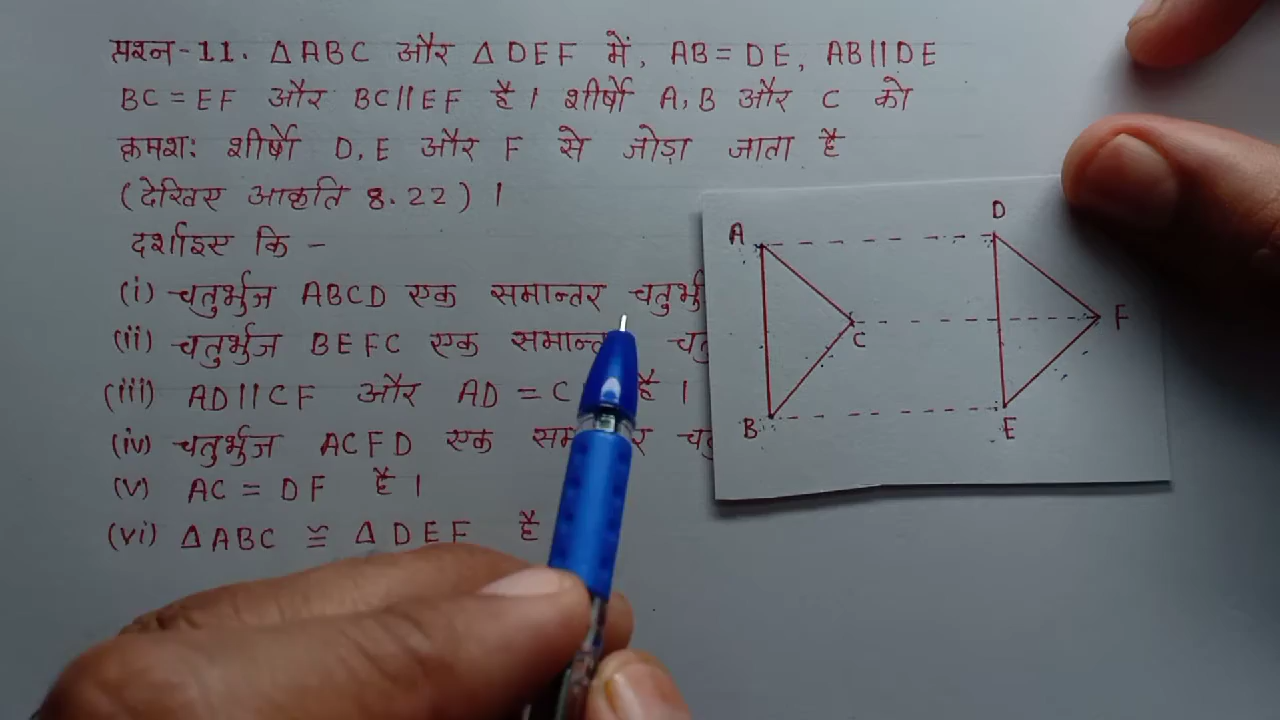 प्रश्न-11. ΔABC और ΔDEF में, AB=DE, AB||DE
BC=EF और BC||EF है। शीर्षों A,B और C को
क्रमश: शीर्षों D,E और F से जोड़ा जाता है
(देखिए आकृति 8.22)।
दर्शाइए कि -
(i) चतुर्भुज ABCD एक समान्तर
(ii) चतुर्भुज BEFC एक
(iii) AD||CF और AD = C है।
(iv) चतुर्भुज ACFD एक
(v) AC = DF है।
(vi) ΔABC ≅ ΔDEF है
A
D
C
F
B
E